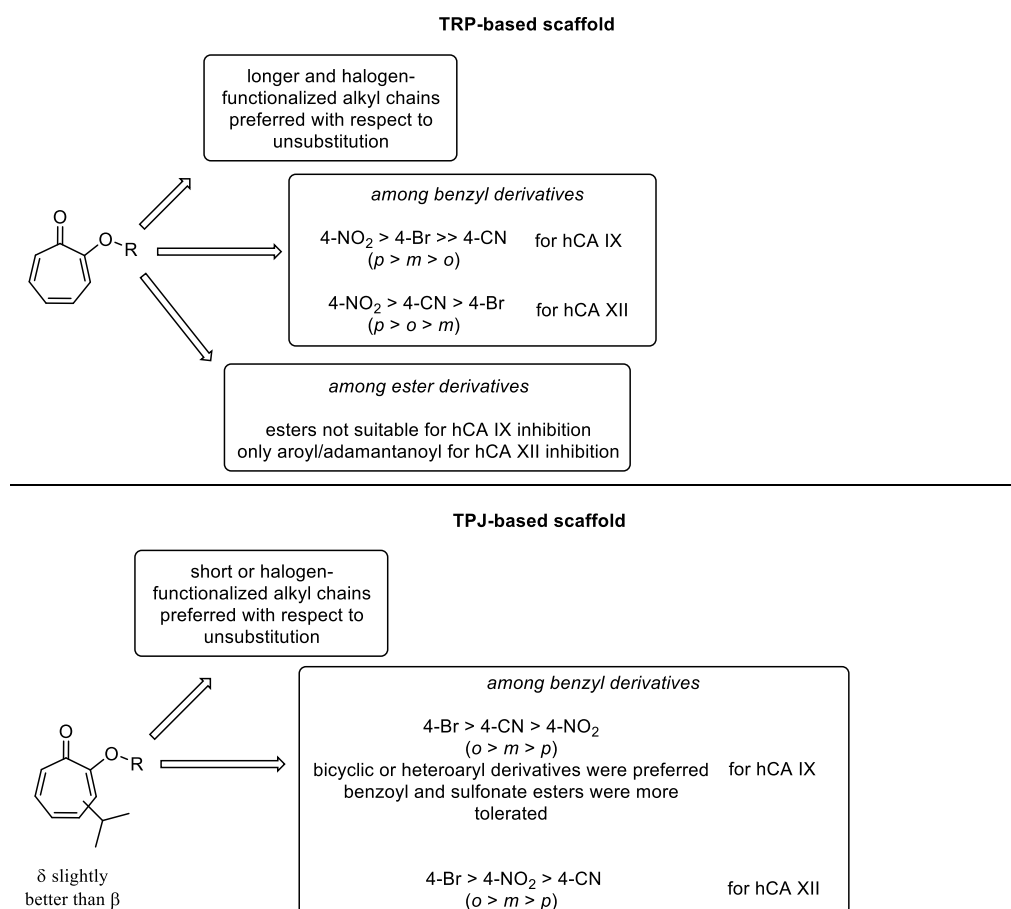 TRP-based scaffold
longer and halogen-
functionalized alkyl chains
preferred with respect to
unsubstitution
among benzyl derivatives
4-NO₂ > 4-Br >> 4-CN for hCA IX
(p > m > o)
4-NO₂ > 4-CN > 4-Br for hCA XII
(p > o > m)
O
O
R
among ester derivatives
esters not suitable for hCA IX inhibition
only aroyl/adamantanoyl for hCA XII inhibition
TPJ-based scaffold
short or halogen-
functionalized alkyl chains
preferred with respect to
unsubstitution
among benzyl derivatives
4-Br > 4-CN > 4-NO₂
(o > m > p)
bicyclic or heteroaryl derivatives were preferred for hCA IX
benzoyl and sulfonate esters were more
tolerated
O
O
R
δ slightly
better than β
4-Br > 4-NO₂ > 4-CN for hCA XII
(o > m > p)